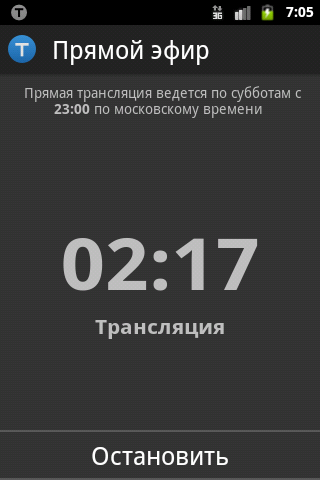 T 3G 7:05
T Прямой эфир
Прямая трансляция ведется по субботам с
23:00 по московскому времени
02:17
Трансляция
Остановить